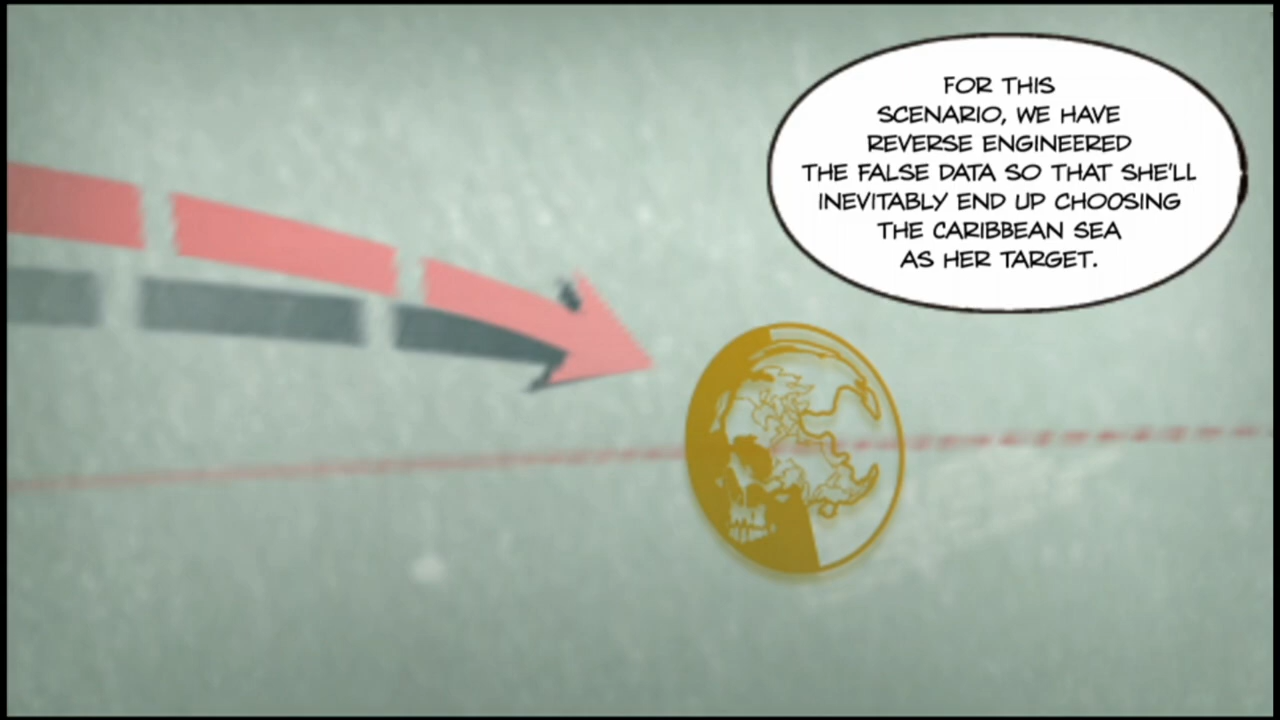 FOR THIS
SCENARIO, WE HAVE
REVERSE ENGINEERED
THE FALSE DATA SO THAT SHE'LL
INEVITABLY END UP CHOOSING
THE CARIBBEAN SEA
AS HER TARGET.